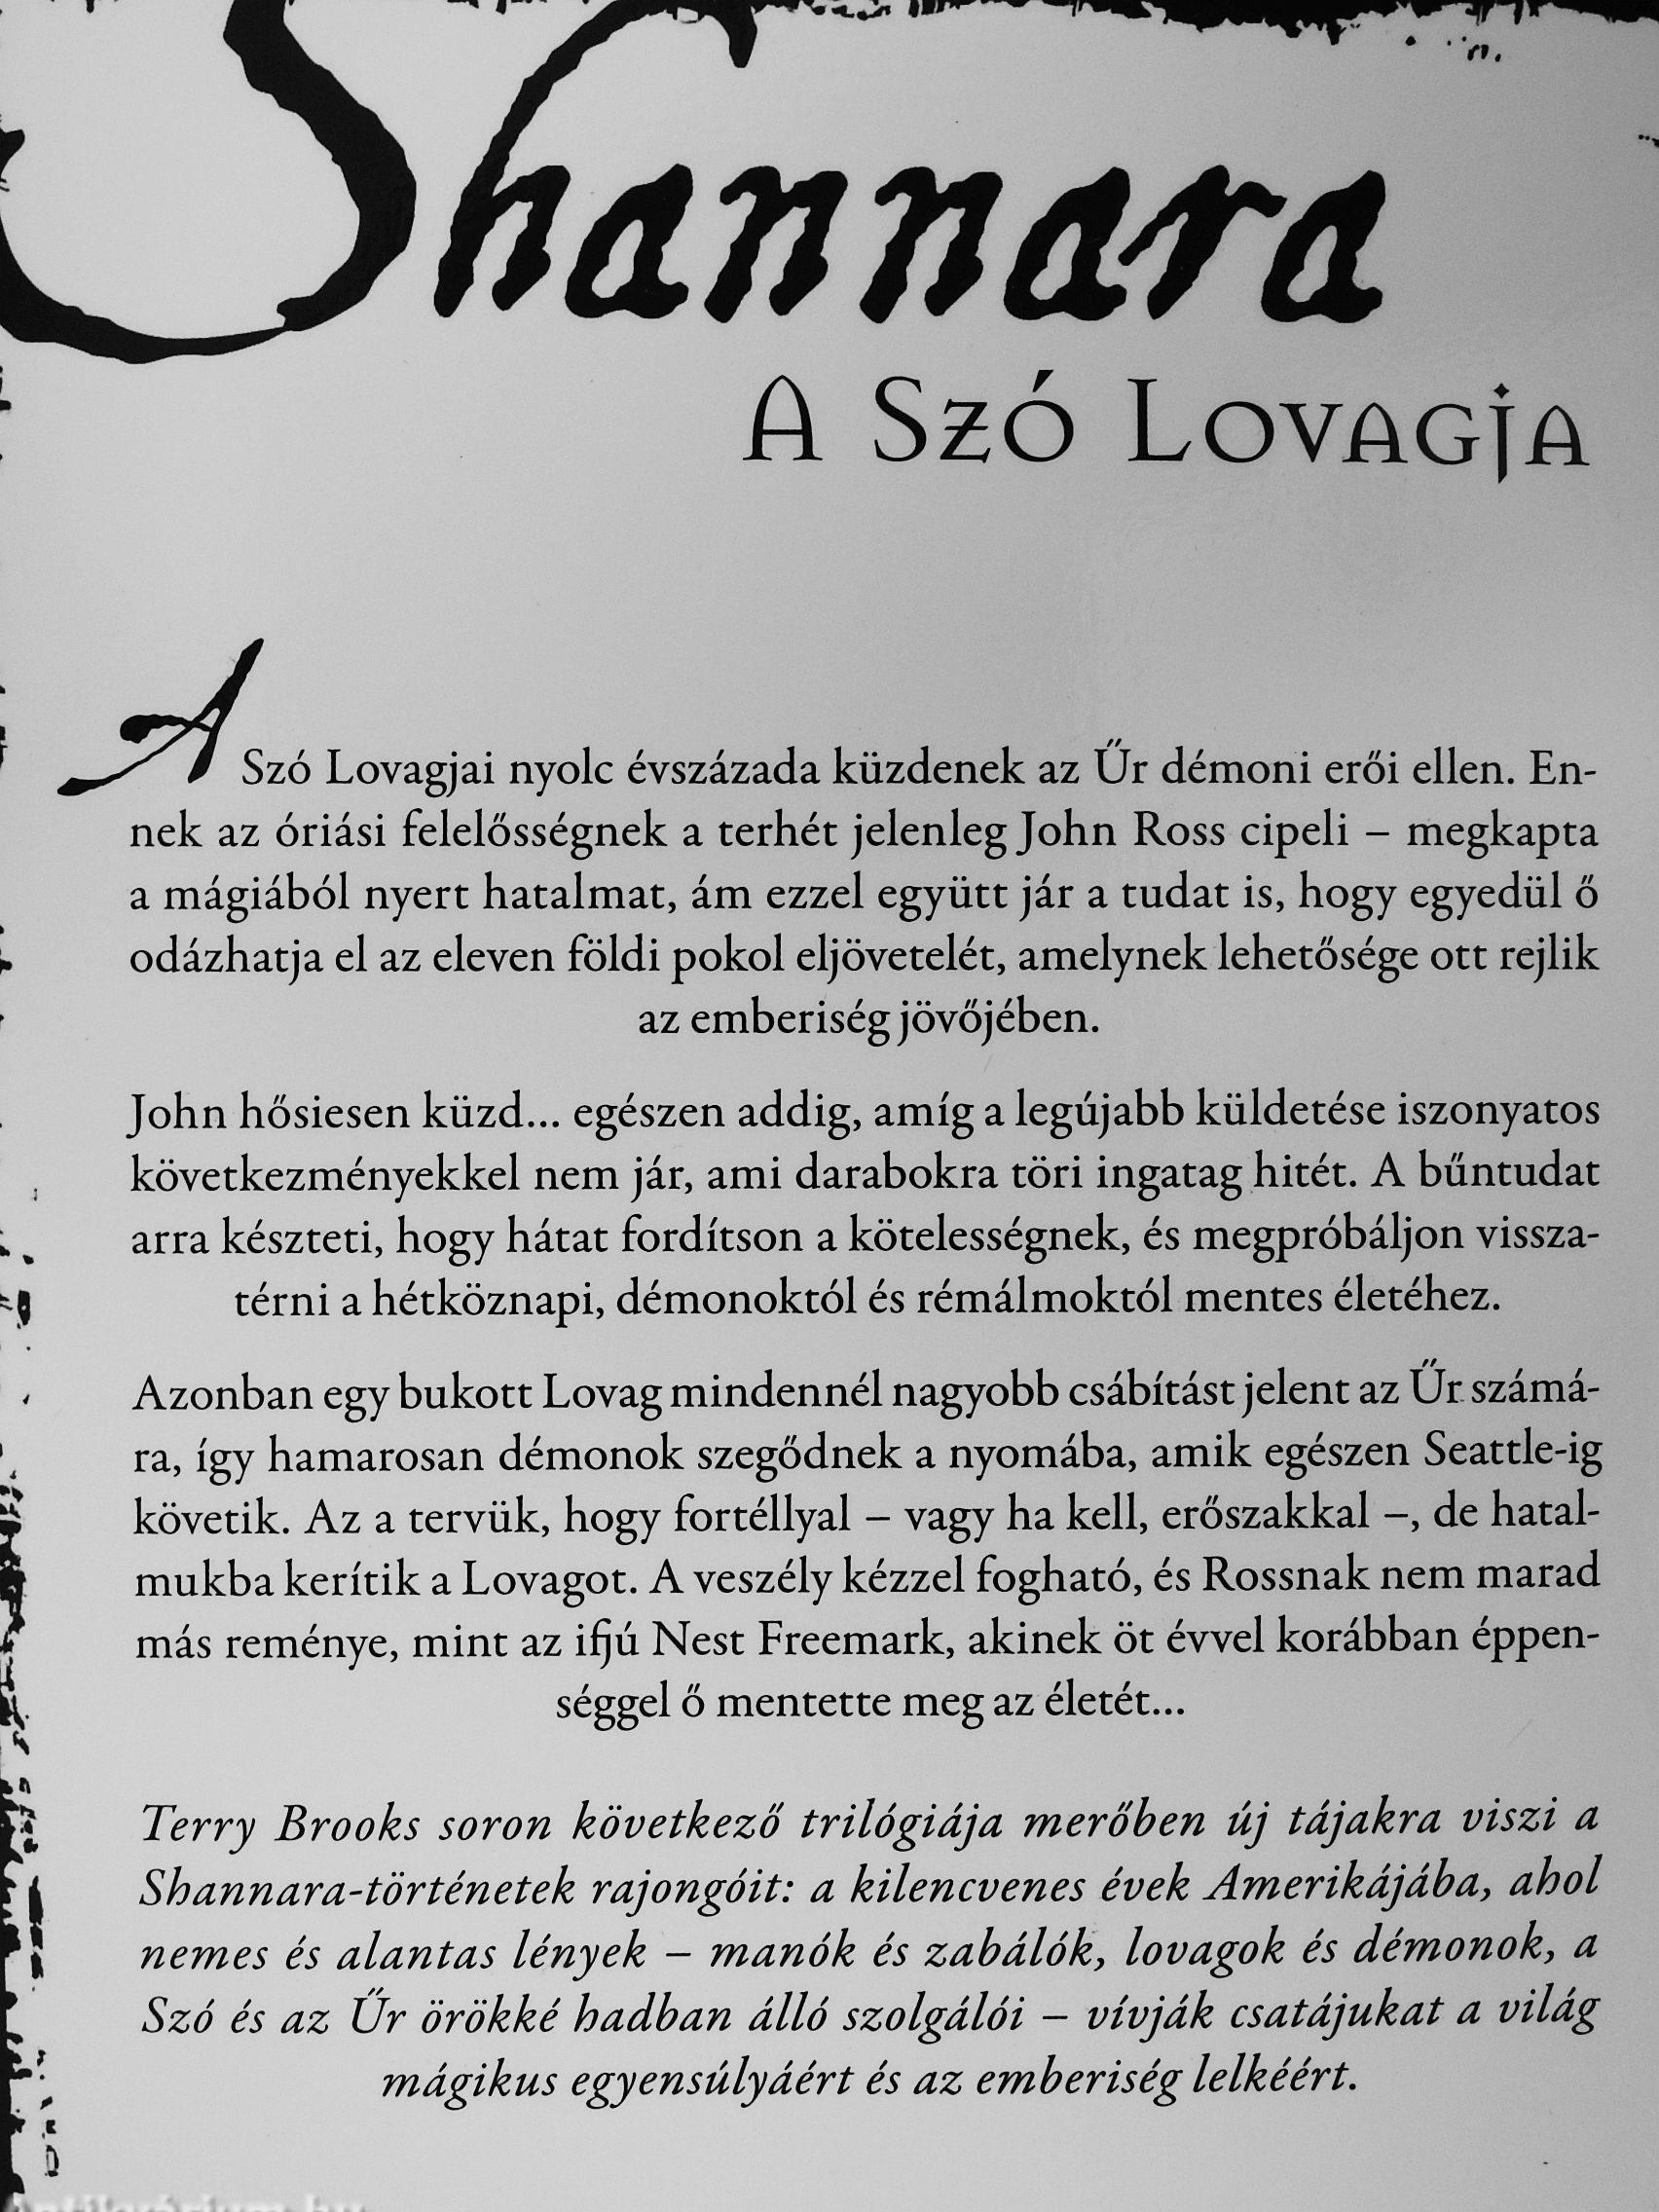 Shannara
A Szó Lovagja
A Szó Lovagjai nyolc évszázada küzdenek az Űr démoni erői ellen. En-
nek az óriási felelősségnek a terhét jelenleg John Ross cipeli – megkapta
a mágiából nyert hatalmat, ám ezzel együtt jár a tudat is, hogy egyedül ő
odázhatja el az eleven földi pokol eljövetelét, amelynek lehetősége ott rejlik
az emberiség jövőjében.
John hősiesen küzd... egészen addig, amíg a legújabb küldetése iszonyatos
következményekkel nem jár, ami darabokra töri ingatag hitét. A bűntudat
arra készteti, hogy hátat fordítson a kötelességnek, és megpróbáljon vissza-
térni a hétköznapi, démonoktól és rémálmoktól mentes életéhez.
Azonban egy bukott Lovag mindennél nagyobb csábítást jelent az Űr számá-
ra, így hamarosan démonok szegődnek a nyomába, amik egészen Seattle-ig
követik. Az a tervük, hogy fortéllyal – vagy ha kell, erőszakkal –, de hatal-
mukba kerítik a Lovagot. A veszély kézzel fogható, és Rossnak nem marad
más reménye, mint az ifjú Nest Freemark, akinek öt évvel korábban éppen-
séggel ő mentette meg az életét...
Terry Brooks soron következő trilógiája merőben új tájakra viszi a
Shannara-történetek rajongóit: a kilencvenes évek Amerikájába, ahol
nemes és alantas lények – manók és zabálók, lovagok és démonok, a
Szó és az Űr örökké hadban álló szolgálói – vívják csatájukat a világ
mágikus egyensúlyáért és az emberiség lelkéért.